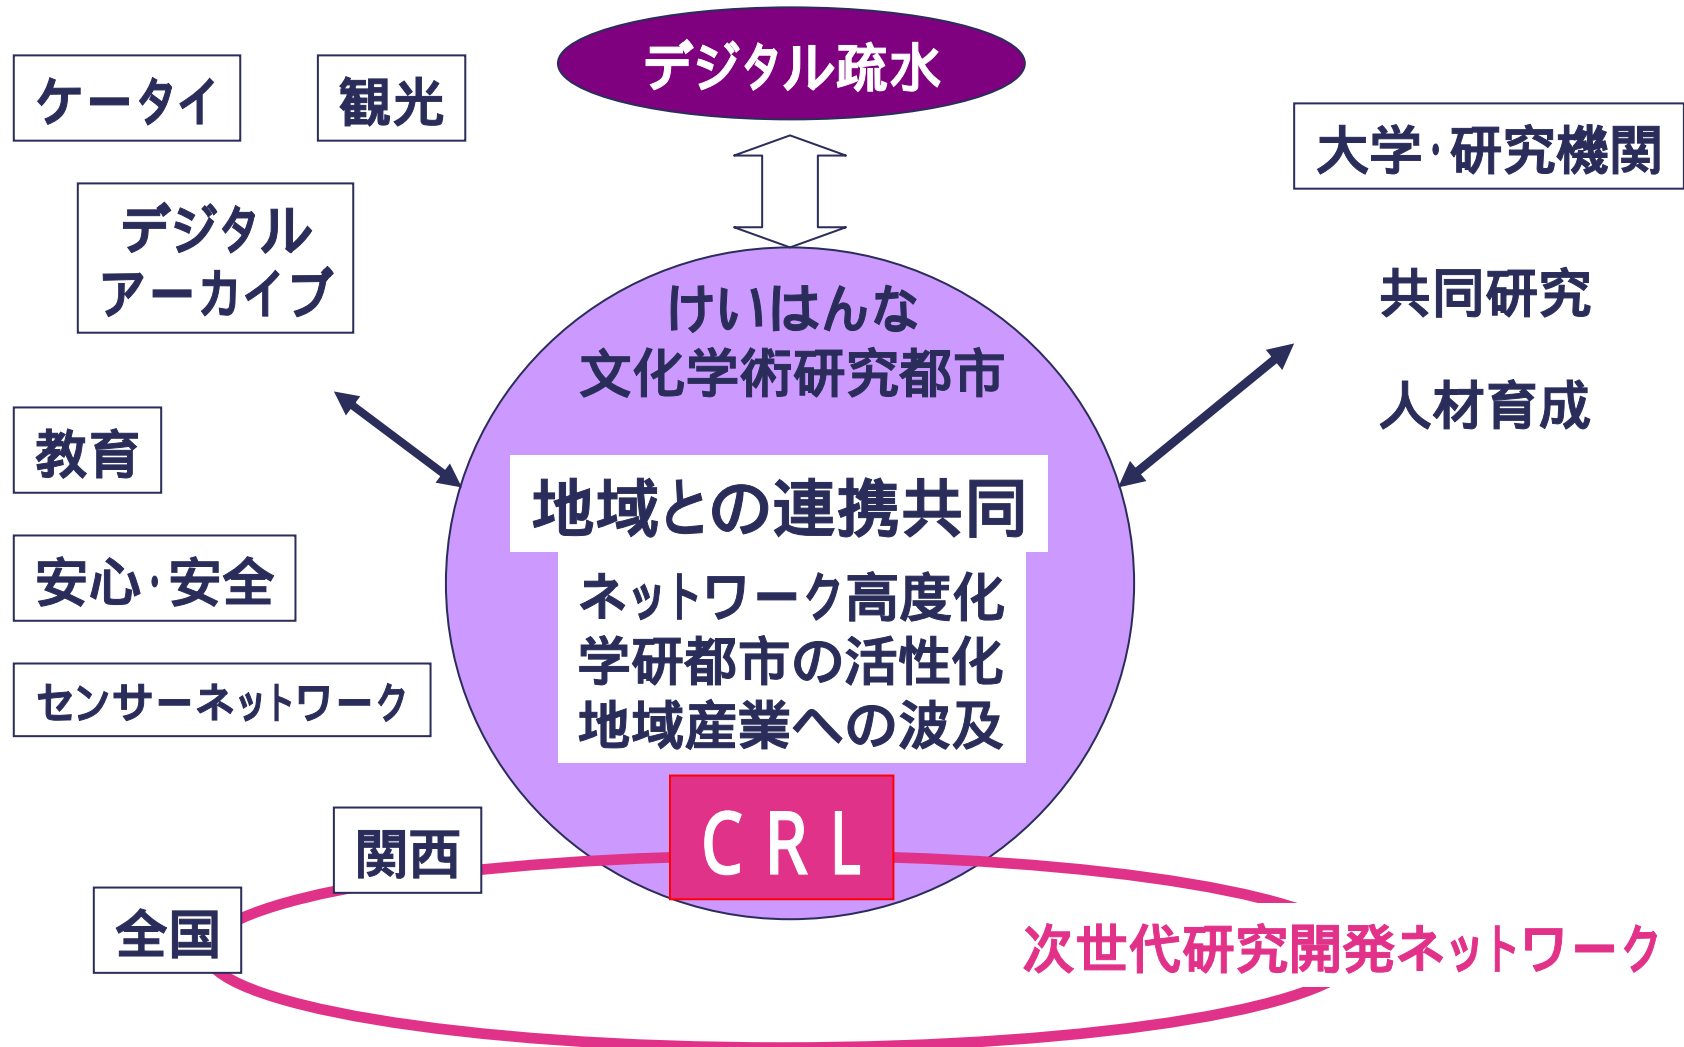 デジタル疏水
ケータイ
観光
デジタル
アーカイブ
教育
安心・安全
センサーネットワーク
けいはんな
文化学術研究都市
地域との連携共同
ネットワーク高度化
学研都市の活性化
地域産業への波及
CRL
大学・研究機関
共同研究
人材育成
関西
全国
次世代研究開発ネットワーク